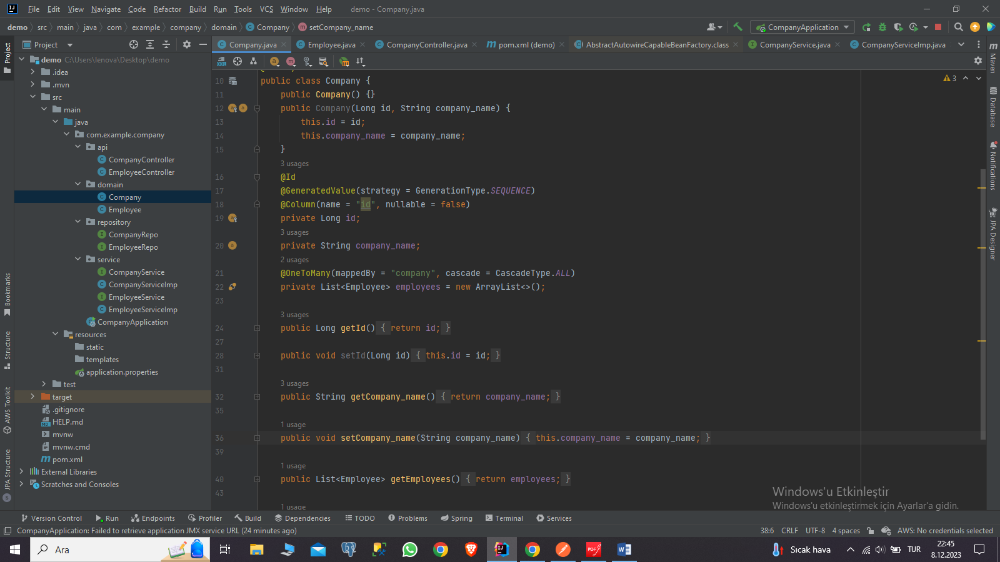 File Edit View Navigate Code Refactor Build Run Tools VCS Window Help demo - Company.java
demo src main java com example company domain Company setCompany_name CompanyApplication
Project Company.java Employee.java CompanyController.java pom.xml (demo) AbstractAutowireCapableBeanFactory.class CompanyService.java CompanyServiceImp.java
demo C:\Users\lenova\Desktop\demo
.idea
.mvn
src
main
java
com.example.company
api
CompanyController
EmployeeController
domain
Company
Employee
repository
CompanyRepo
EmployeeRepo
service
CompanyService
CompanyServiceImp
EmployeeService
EmployeeServiceImp
CompanyApplication
resources
static
templates
application.properties
test
target
.gitignore
HELP.md
mvnw
mvnw.cmd
pom.xml
External Libraries
Scratches and Consoles
Project
Bookmarks
Structure
AWS Toolkit
JPA Structure
3
10 public class Company {
11 public Company() {}
12 public Company(Long id, String company_name) {
13 this.id = id;
14 this.company_name = company_name;
15 }
3 usages
16 @Id
17 @GeneratedValue(strategy = GenerationType.SEQUENCE)
18 @Column(name = "id", nullable = false)
19 private Long id;
3 usages
20 private String company_name;
2 usages
21 @OneToMany(mappedBy = "company", cascade = CascadeType.ALL)
22 private List<Employee> employees = new ArrayList<>();
23
3 usages
24 public Long getId() { return id; }
27
28 public void setId(Long id) { this.id = id; }
31
3 usages
32 public String getCompany_name() { return company_name; }
35
1 usage
36 public void setCompany_name(String company_name) { this.company_name = company_name; }
39
1 usage
40 public List<Employee> getEmployees() { return employees; }
43
1 usage
Maven
Database
Notifications
JPA Designer
Windows'u Etkinleştir
Windows'u etkinleştirmek için Ayarlar'a gidin.
Version Control Run Endpoints Profiler Build Dependencies TODO Problems Spring Terminal Services
CompanyApplication: Failed to retrieve application JMX service URL (24 minutes ago) 38:6 CRLF UTF-8 4 spaces AWS: No credentials selected
Ara Sıcak hava TUR 22:45
8.12.2023